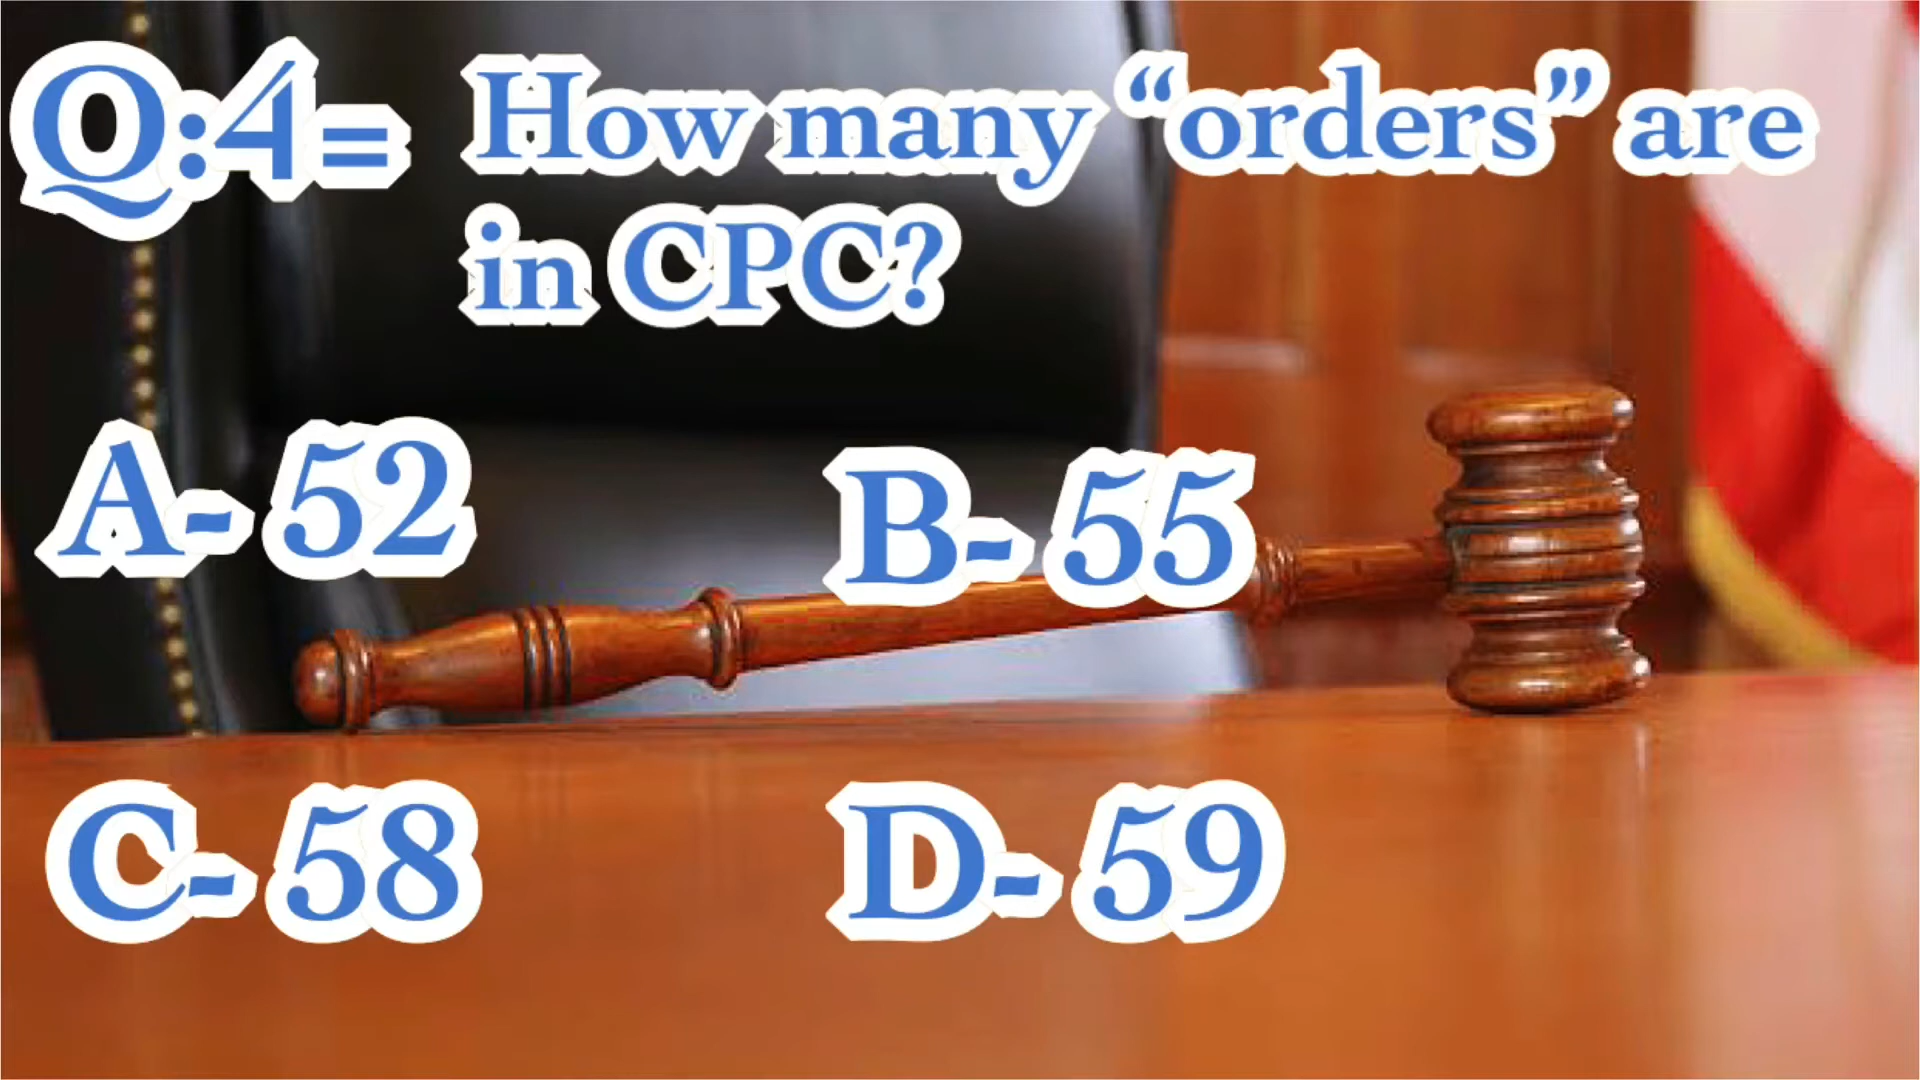 Q:4= How many “orders” are
in CPC?
A- 52 B- 55
C- 58 D- 59